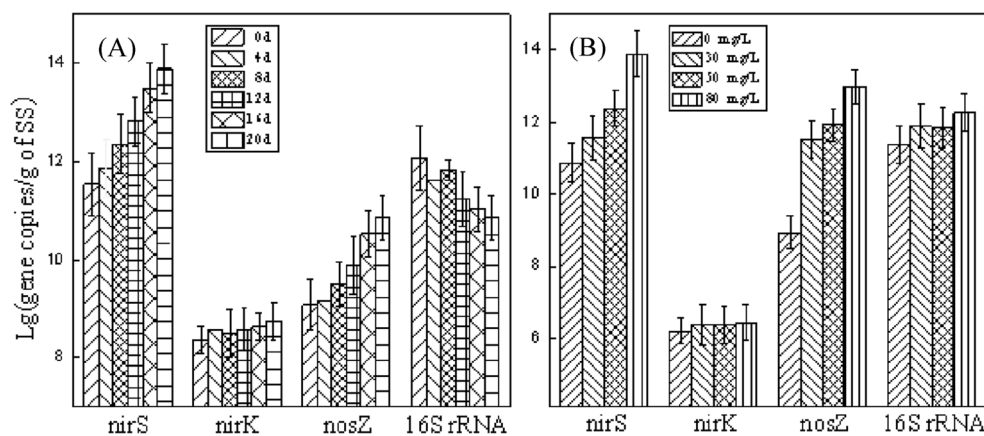 (A)
0d
4d
8d
12d
16d
20d
14
12
10
8
Lg(gene copies/g of SS)
nirS nirK nosZ 16S rRNA
(B)
0 mg/L
30 mg/L
50 mg/L
80 mg/L
14
12
10
8
6
nirS nirK nosZ 16S rRNA